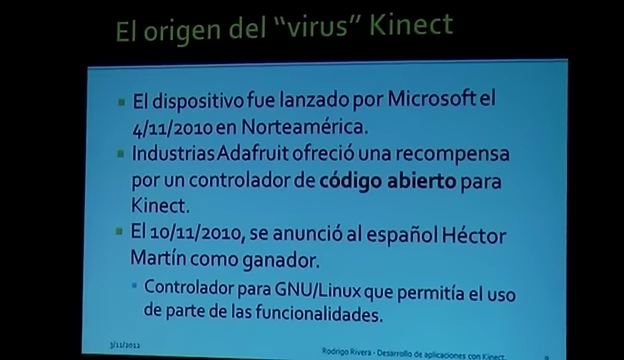 El origen del “virus” Kinect
El dispositivo fue lanzado por Microsoft el
4/11/2010 en Norteamérica.
Industrias Adafruit ofreció una recompensa
por un controlador de código abierto para
Kinect.
El 10/11/2010, se anunció al español Héctor
Martín como ganador.
Controlador para GNU/Linux que permitía el uso
de parte de las funcionalidades.
3/11/2012
Rodrigo Rivera - Desarrollo de aplicaciones con Kinect.